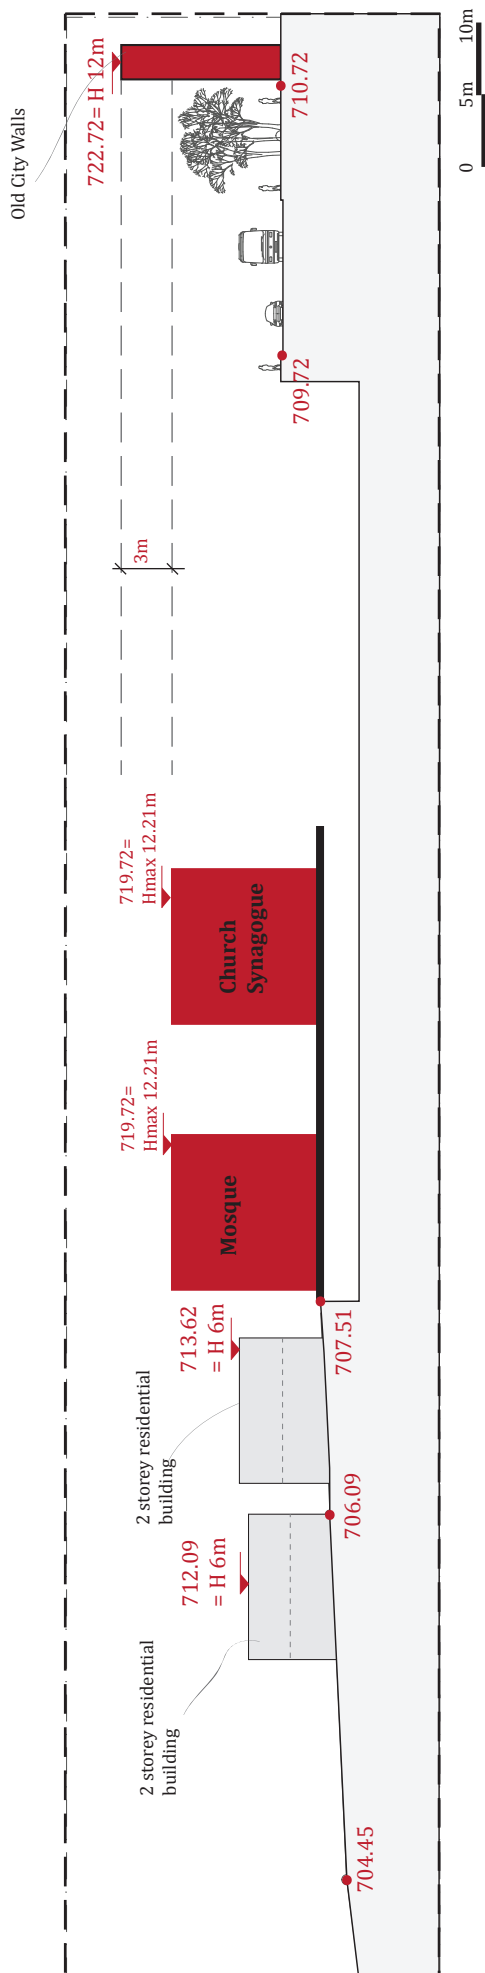 2 storey residential
building
712.09
= H 6m
2 storey residential
building
713.62
= H 6m
719.72=
Hmax 12.21m
719.72=
Hmax 12.21m
3m
Old City Walls
722.72= H 12m
Mosque
Church
Synagogue
704.45
706.09
707.51
709.72
710.72
0
5m
10m